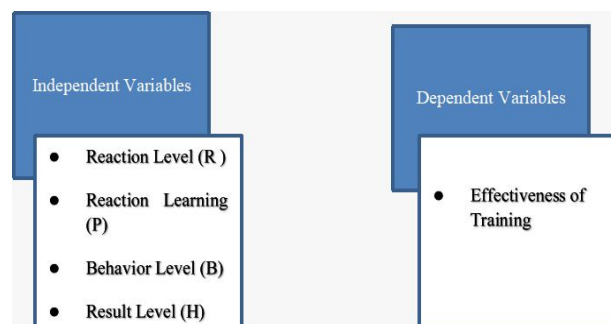 Independent Variables
● Reaction Level (R )
● Reaction Learning
(P)
● Behavior Level (B)
● Result Level (H)
Dependent Variables
● Effectiveness of
Training